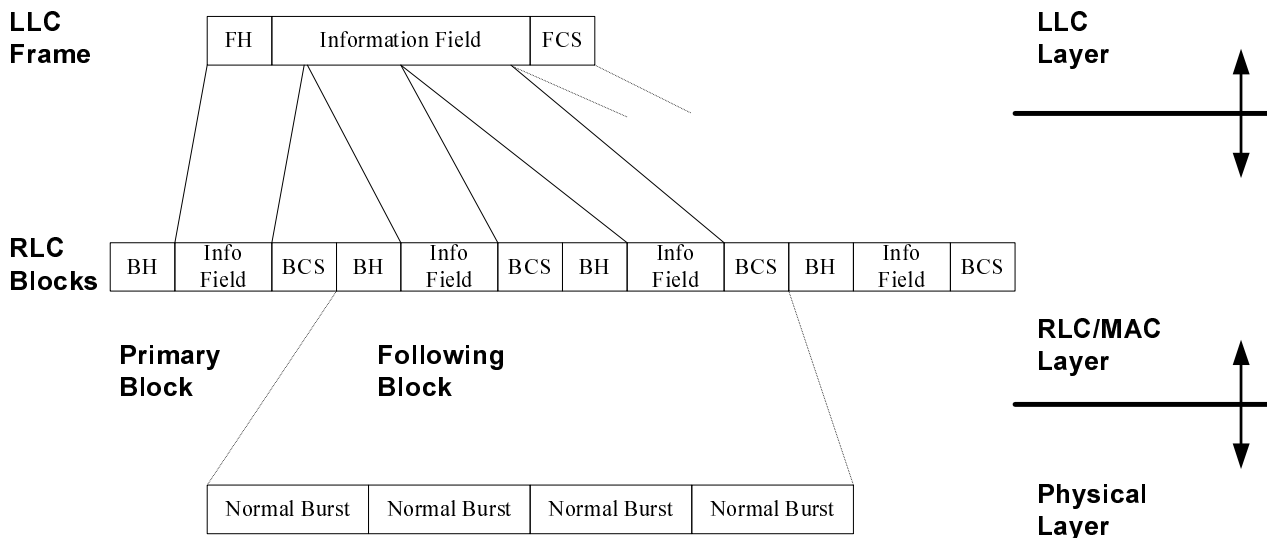 LLC
Frame
FH
Information Field
FCS
LLC
Layer
RLC
Blocks
BH
Info
Field
BCS
BH
Info
Field
BCS
BH
Info
Field
BCS
BH
Info
Field
BCS
Primary
Block
Following
Block
RLC/MAC
Layer
Normal Burst
Normal Burst
Normal Burst
Normal Burst
Physical
Layer